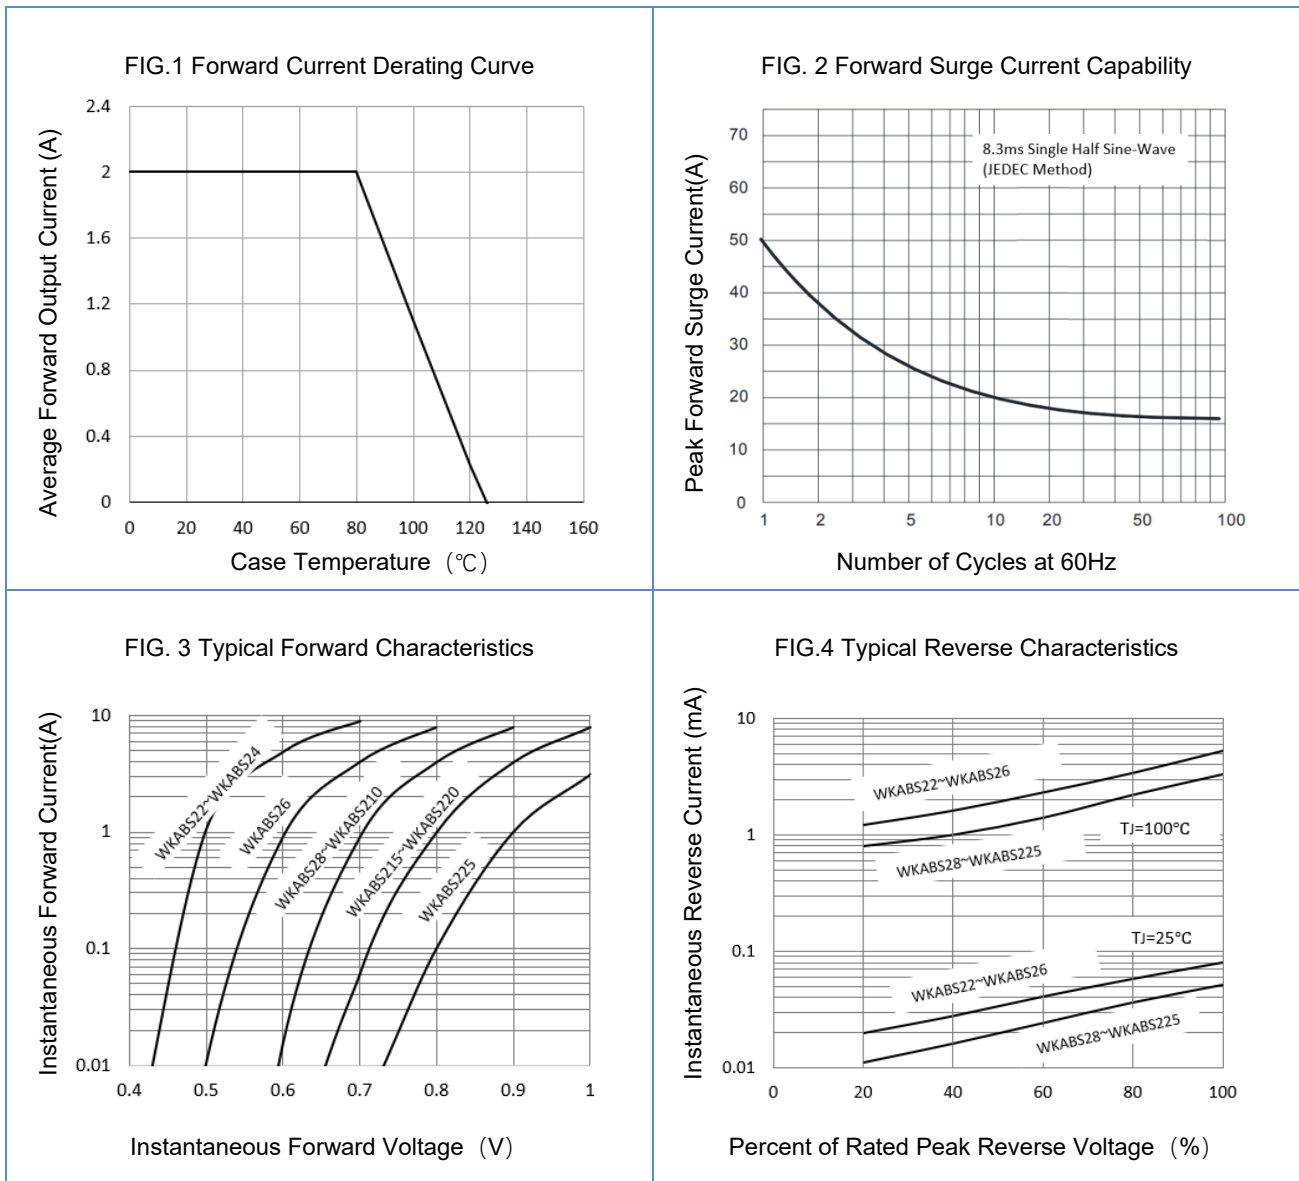 FIG.1 Forward Current Derating Curve
Average Forward Output Current (A)
2.4
2
1.6
1.2
0.8
0.4
0
0 20 40 60 80 100 120 140 160
Case Temperature（℃）
FIG. 2 Forward Surge Current Capability
Peak Forward Surge Current(A)
8.3ms Single Half Sine-Wave
(JEDEC Method)
70
60
50
40
30
20
10
0
1 2 5 10 20 50 100
Number of Cycles at 60Hz
FIG. 3 Typical Forward Characteristics
Instantaneous Forward Current(A)
10
1
0.1
0.01
WKABS22~WKABS24
WKABS26
WKABS28~WKABS210
WKABS215~WKABS220
WKABS225
0.4 0.5 0.6 0.7 0.8 0.9 1
Instantaneous Forward Voltage（V）
FIG.4 Typical Reverse Characteristics
Instantaneous Reverse Current (mA)
10
1
0.1
0.01
WKABS22~WKABS26
TJ=100℃
WKABS28~WKABS225
TJ=25℃
WKABS22~WKABS26
WKABS28~WKABS225
0 20 40 60 80 100
Percent of Rated Peak Reverse Voltage（%）